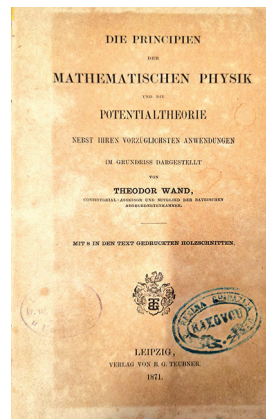 DIE PRINCIPIEN
DER
MATHEMATISCHEN PHYSIK
UND DIE
POTENTIALTHEORIE
NEBST IHREN VORZÜGLICHSTEN ANWENDUNGEN
IM GRUNDRISS DARGESTELLT
VON
THEODOR WAND,
CONSISTORIAL-ASSESSOR UND MITGLIED DER BAYRISCHEN
ABGEORDNETENKAMMER.
MIT 8 IN DEN TEXT GEDRUCKTEN HOLZSCHNITTEN.
LEIPZIG,
VERLAG VON B. G. TEUBNER.
1871.